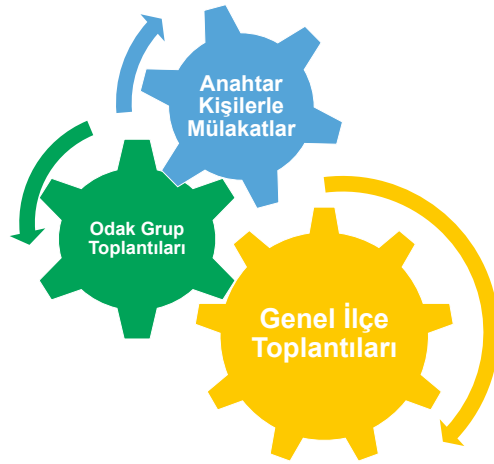 Anahtar
Kişilerle
Mülakatlar
Odak Grup
Toplantıları
Genel İlçe
Toplantıları